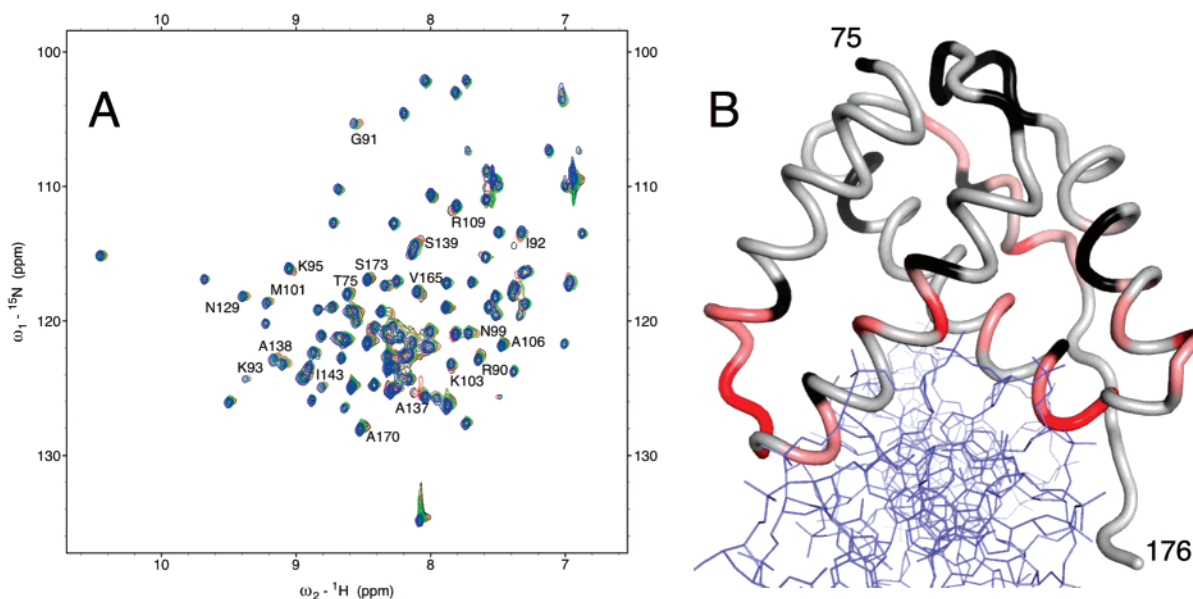 10 9 8 7
A
B
75
100
110
120
130
100
110
120
130
G91
R109
S139
I92
K95
S173
V165
M101
T75
N129
N99
A138
A106
K93
I143
R90
K103
A137
A170
10 9 8 7
ω1 - 15N (ppm)
ω2 - 1H (ppm)
176